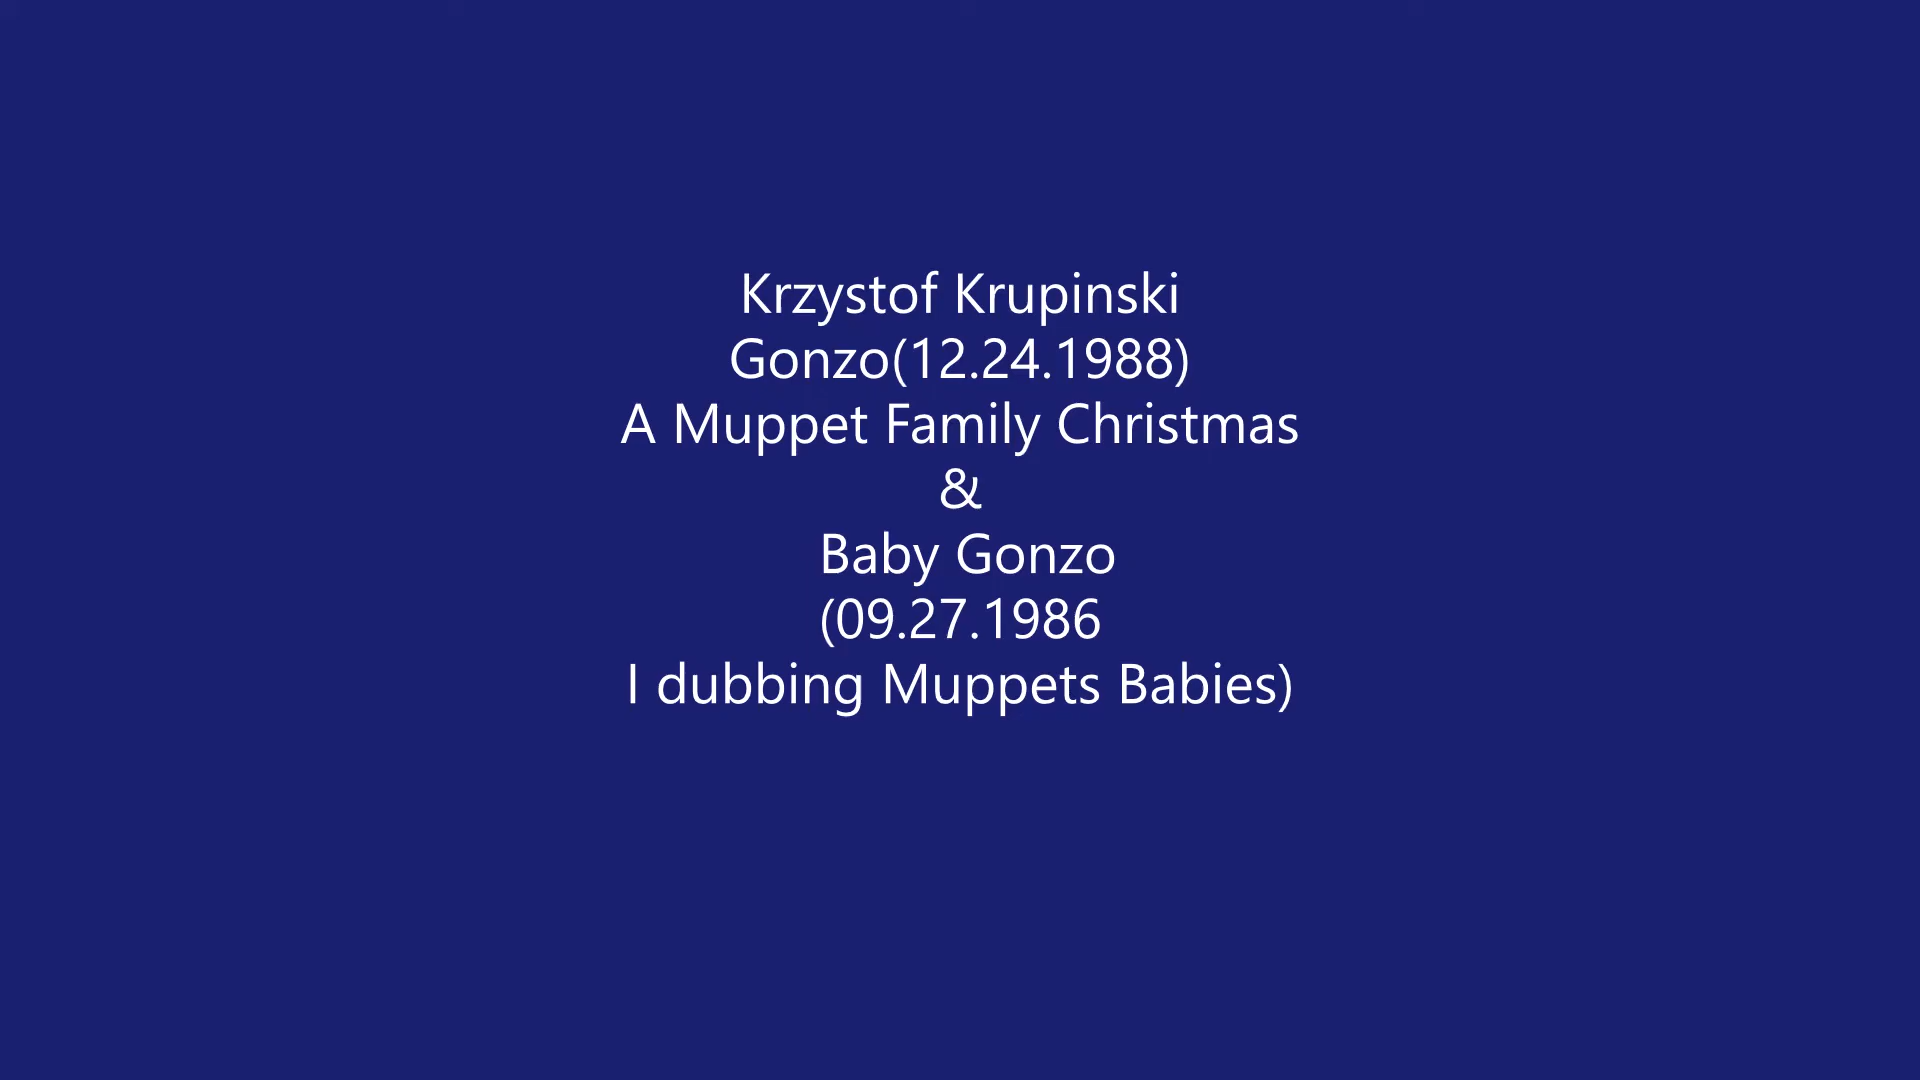 Krzystof Krupinski
Gonzo(12.24.1988)
A Muppet Family Christmas
&
Baby Gonzo
(09.27.1986
I dubbing Muppets Babies)